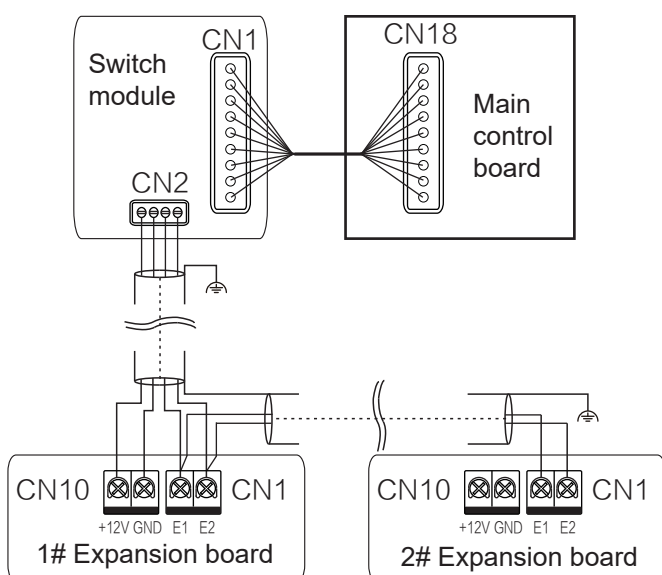 CN1
CN18
Switch
module
Main
control
board
CN2
CN10
CN1
+12V GND E1 E2
1# Expansion board
CN10
CN1
+12V GND E1 E2
2# Expansion board